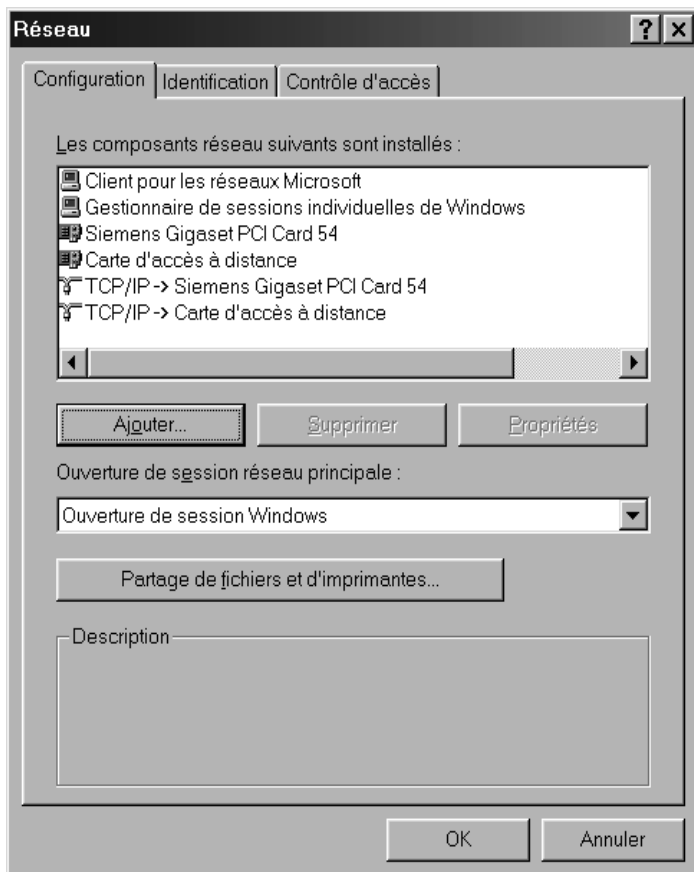 Réseau
Configuration Identification Contrôle d'accès
Les composants réseau suivants sont installés :
Client pour les réseaux Microsoft
Gestionnaire de sessions individuelles de Windows
Siemens Gigaset PCI Card 54
Carte d'accès à distance
TCP/IP -> Siemens Gigaset PCI Card 54
TCP/IP -> Carte d'accès à distance
Ajouter... Supprimer Propriétés
Ouverture de session réseau principale :
Ouverture de session Windows
Partage de fichiers et d'imprimantes...
Description
OK Annuler